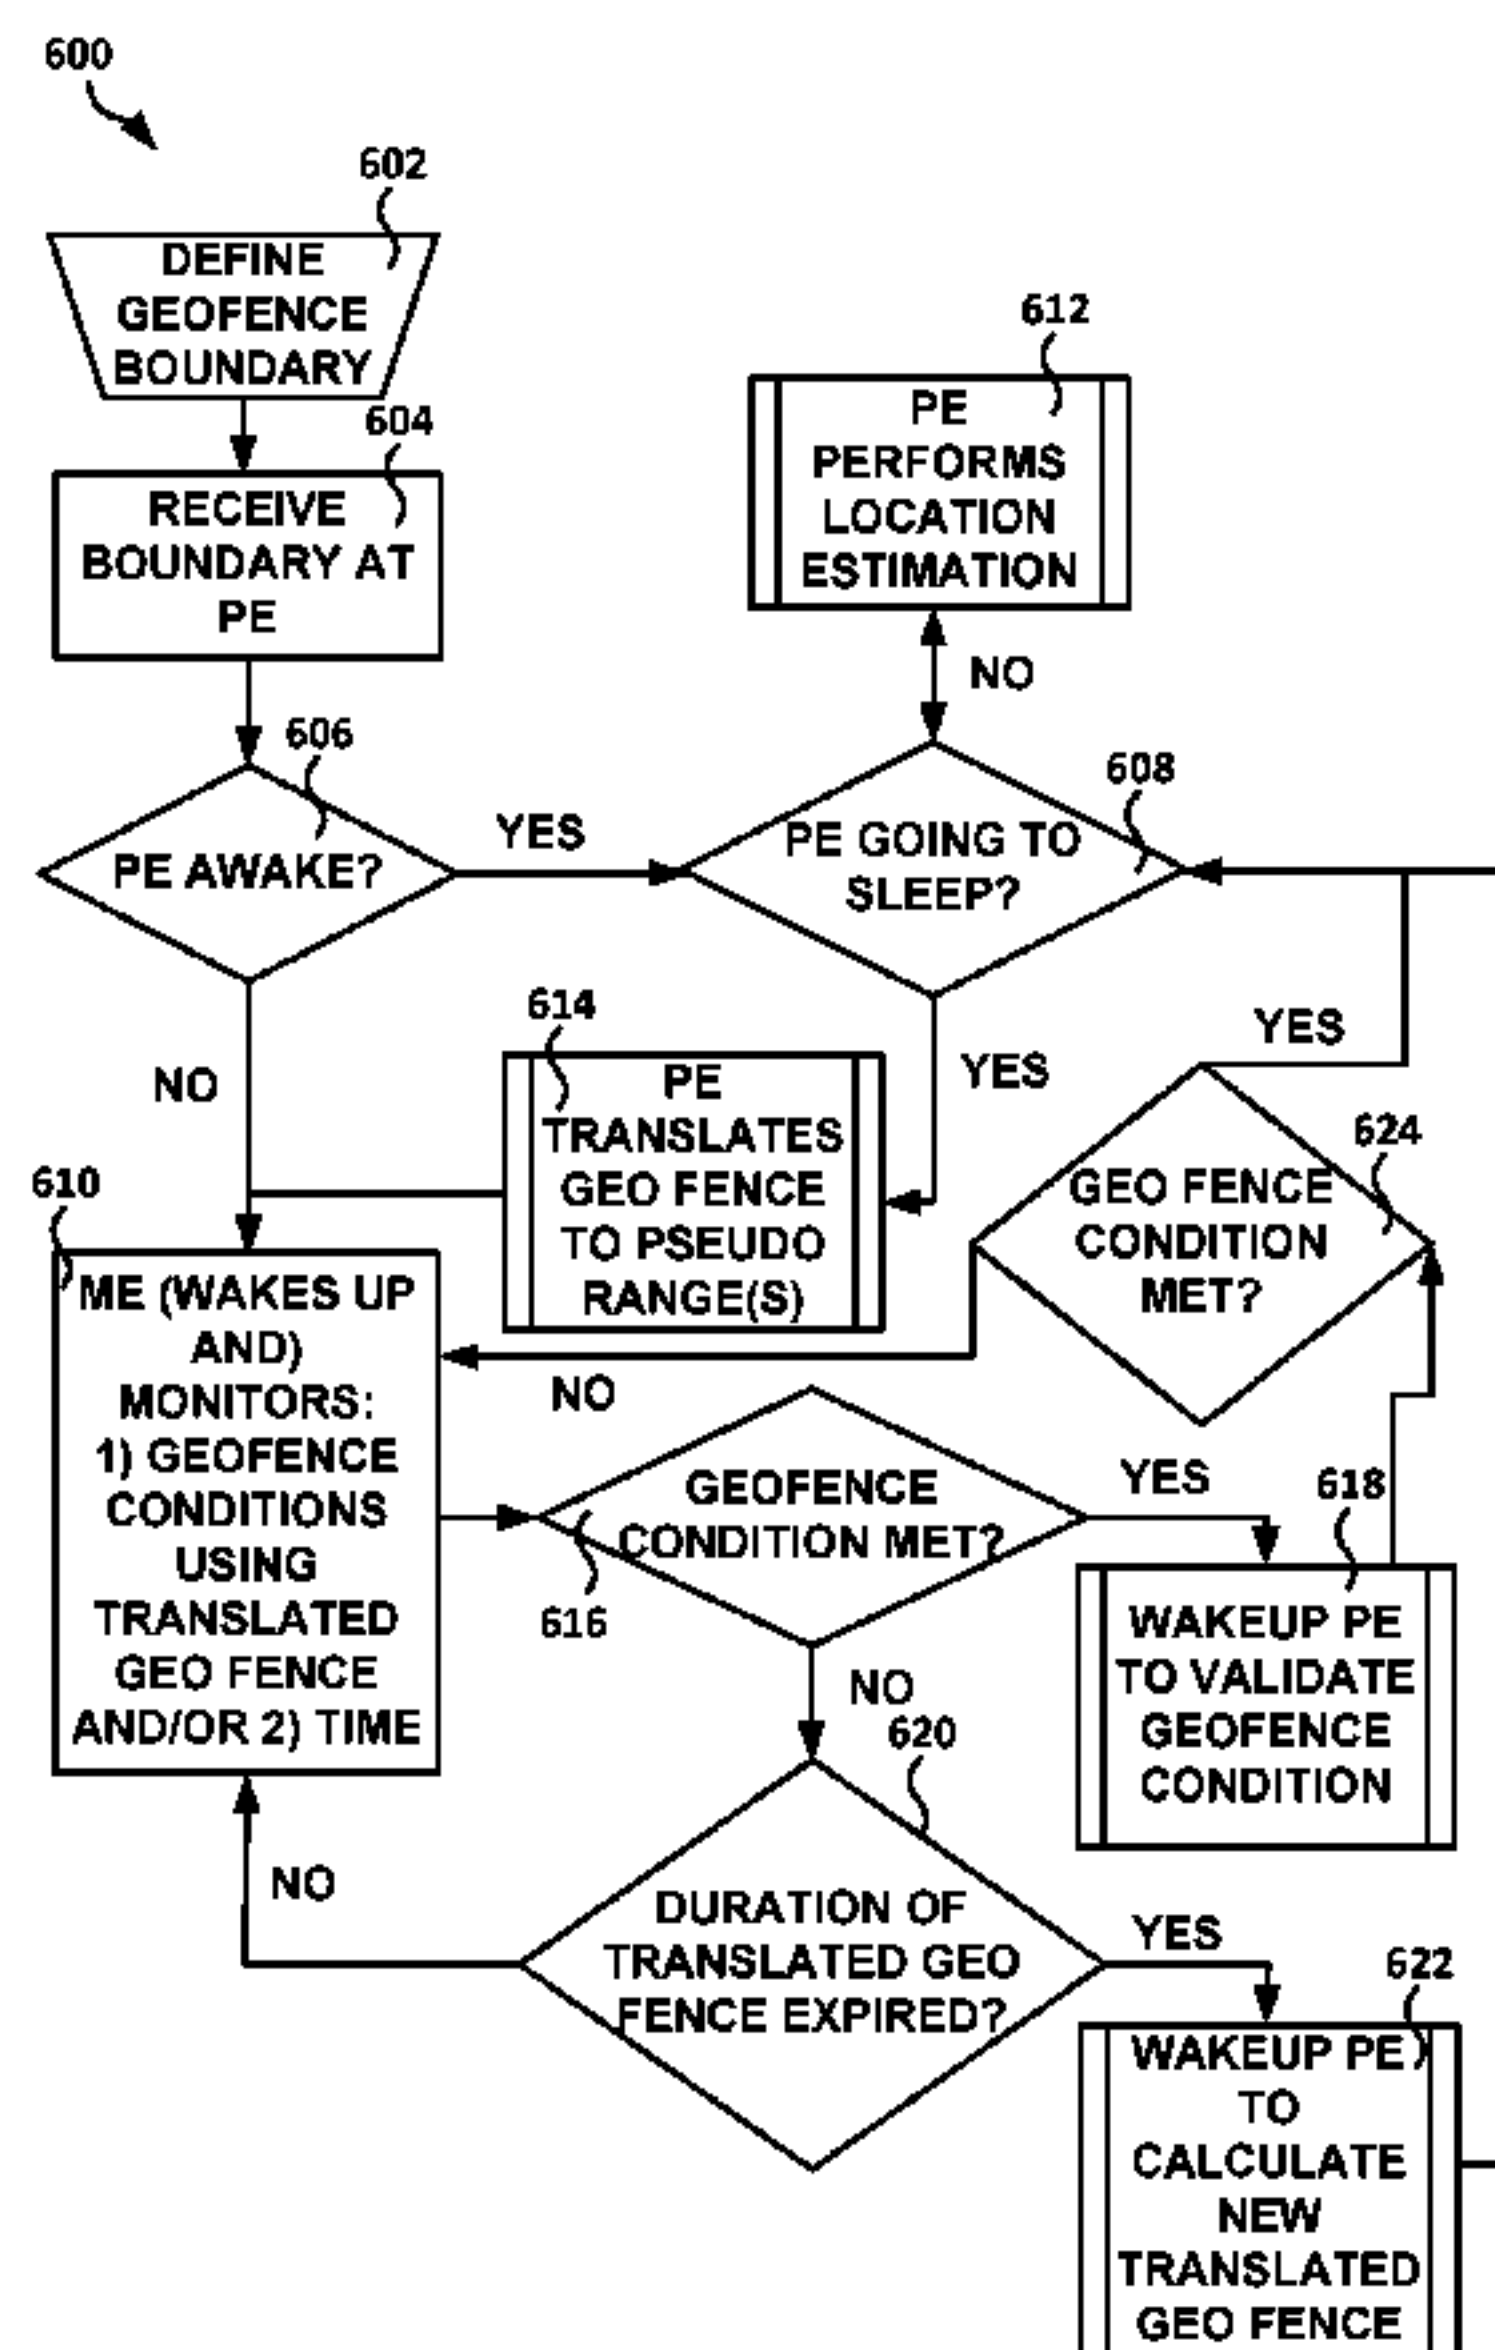 600
602
DEFINE
GEOFENCE
BOUNDARY
604
RECEIVE
BOUNDARY AT
PE
612
PE
PERFORMS
LOCATION
ESTIMATION
NO
606
PE AWAKE?
YES
608
PE GOING TO
SLEEP?
NO
614
PE
TRANSLATES
GEO FENCE
TO PSEUDO
RANGE(S)
YES
YES
624
GEO FENCE
CONDITION
MET?
NO
610
ME (WAKES UP
AND)
MONITORS:
1) GEOFENCE
CONDITIONS
USING
TRANSLATED
GEO FENCE
AND/OR 2) TIME
GEOFENCE
CONDITION MET?
616
YES
618
WAKEUP PE
TO VALIDATE
GEOFENCE
CONDITION
NO
620
DURATION OF
TRANSLATED GEO
FENCE EXPIRED?
NO
YES
622
WAKEUP PE
TO
CALCULATE
NEW
TRANSLATED
GEO FENCE